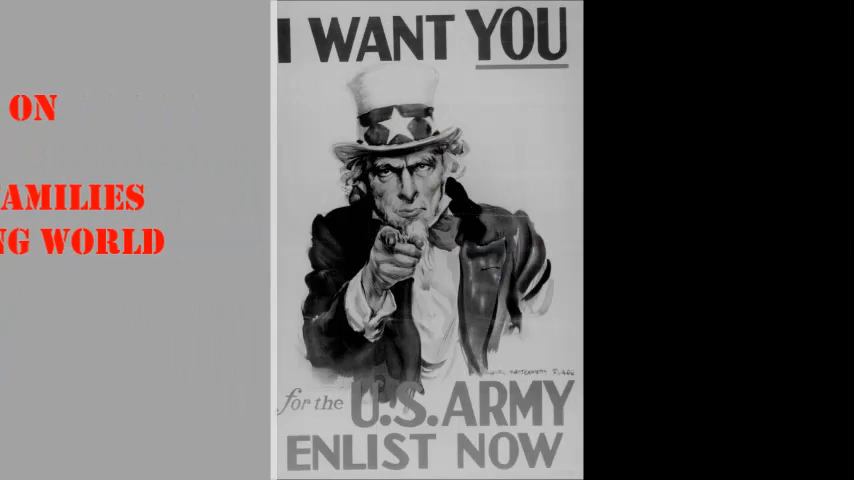 ON
AMILIES
NG WORLD
I WANT YOU
for the U.S. ARMY
ENLIST NOW